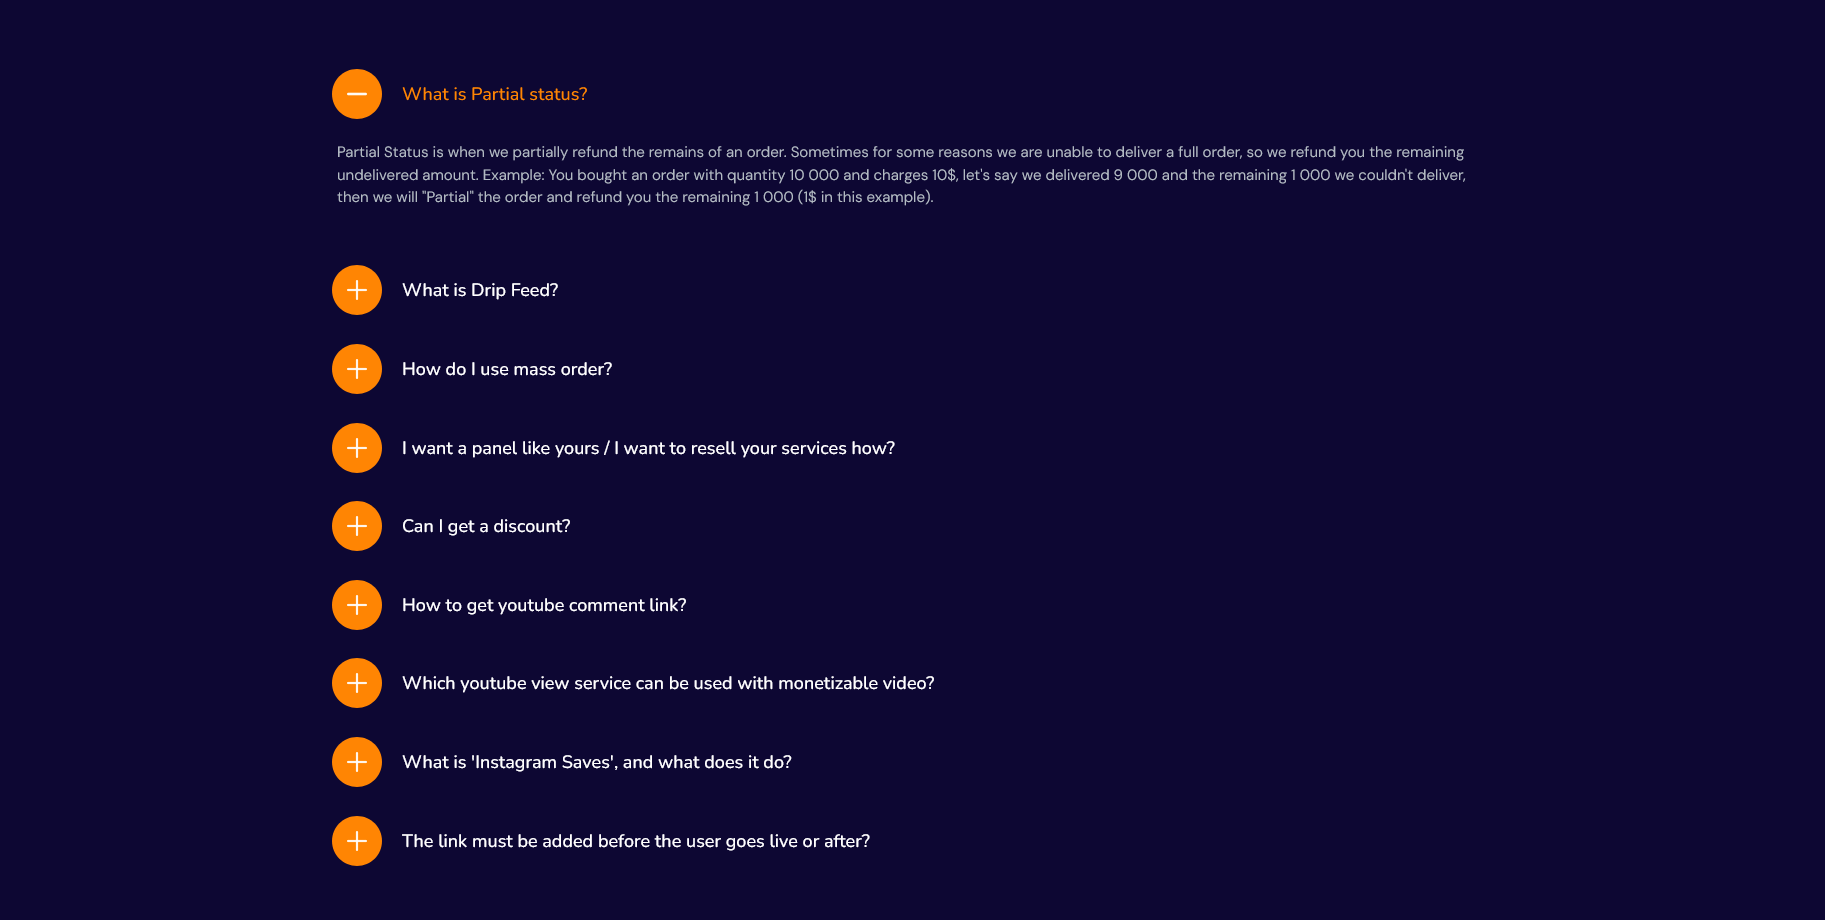 What is Partial status?
Partial Status is when we partially refund the remains of an order. Sometimes for some reasons we are unable to deliver a full order, so we refund you the remaining
undelivered amount. Example: You bought an order with quantity 10 000 and charges 10$, let's say we delivered 9 000 and the remaining 1 000 we couldn't deliver,
then we will "Partial" the order and refund you the remaining 1 000 (1$ in this example).
What is Drip Feed?
How do I use mass order?
I want a panel like yours / I want to resell your services how?
Can I get a discount?
How to get youtube comment link?
Which youtube view service can be used with monetizable video?
What is 'Instagram Saves', and what does it do?
The link must be added before the user goes live or after?